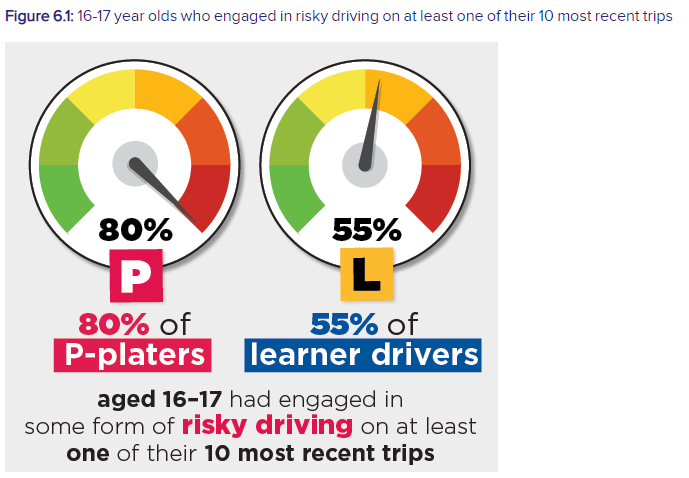 Figure 6.1: 16-17 year olds who engaged in risky driving on at least one of their 10 most recent trips
80% 55%
P L
80% of 55% of
P-platers learner drivers
aged 16–17 had engaged in
some form of risky driving on at least
one of their 10 most recent trips